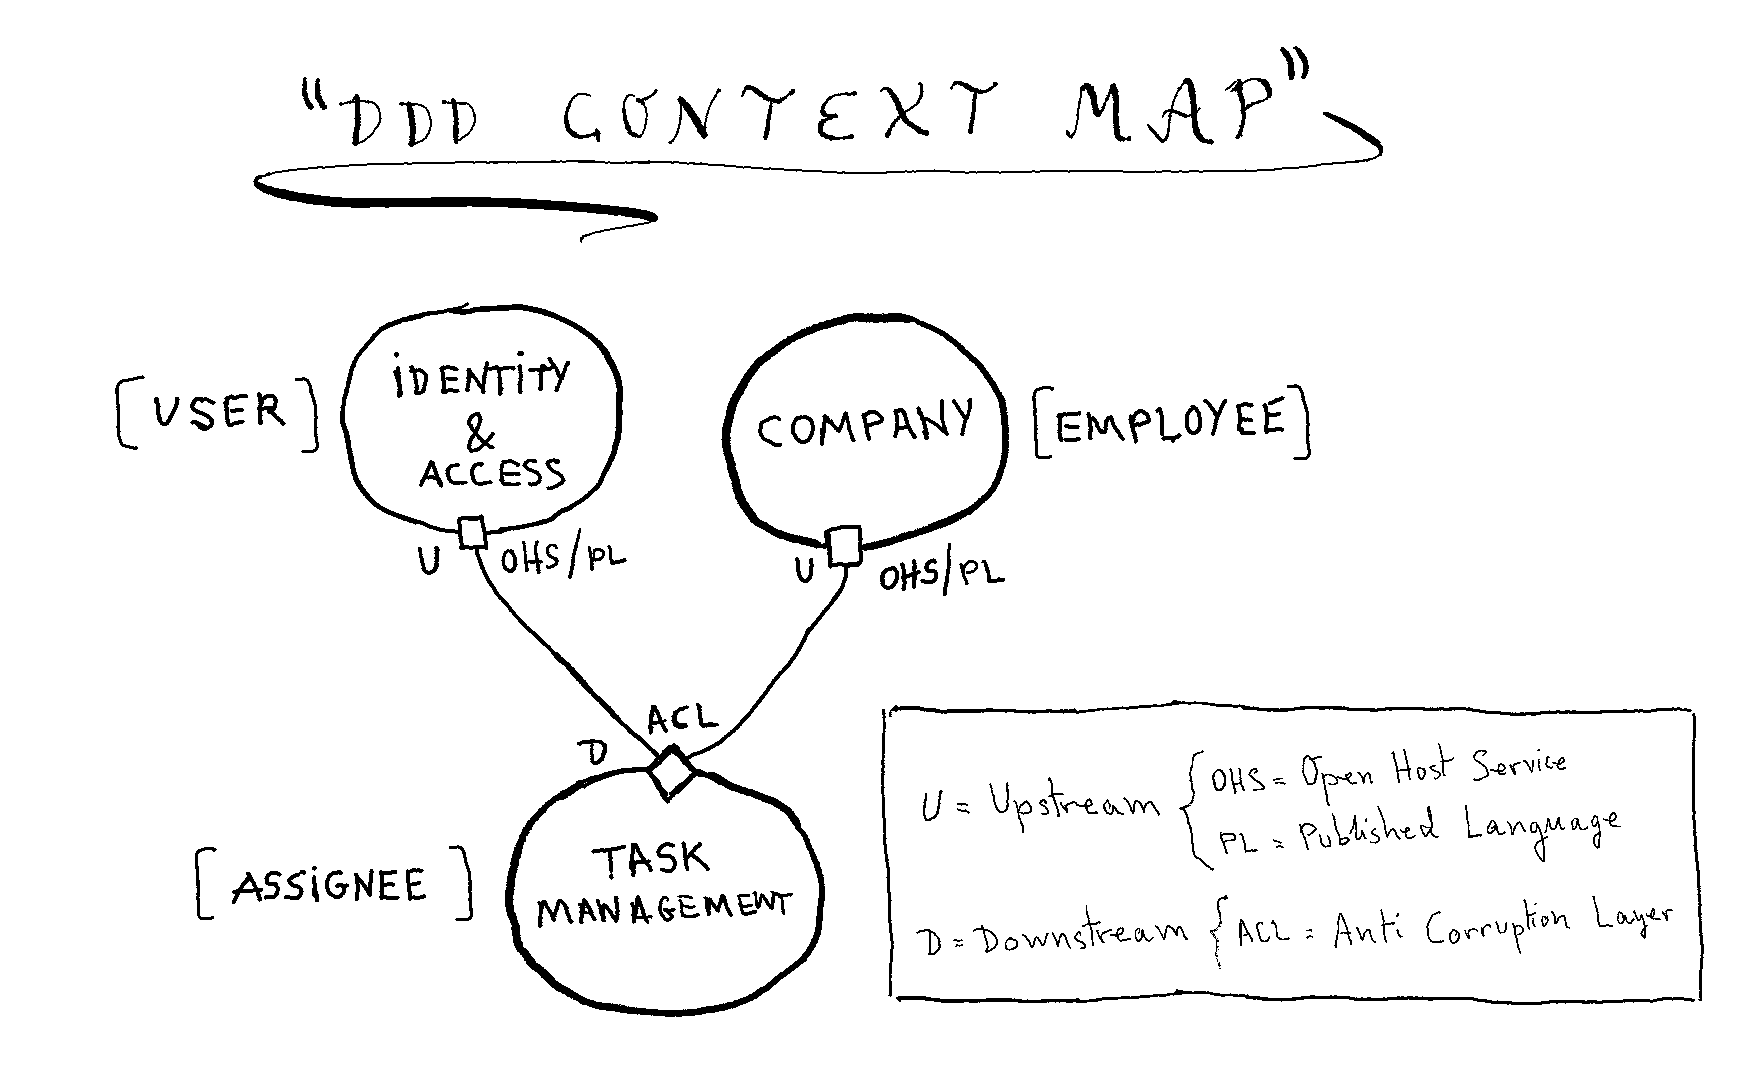 "DDD CONTEXT MAP"
[USER]
iDENTiTY
&
ACCESS
COMPANY
[EMPLOYEE]
U
OHS/PL
U
OHS/PL
ACL
D
[ASSiGNEE]
TASK
MANAGEMENT
U = Upstream { OHS = Open Host Service
PL = Published Language
D = Downstream { ACL = Anti Corruption Layer